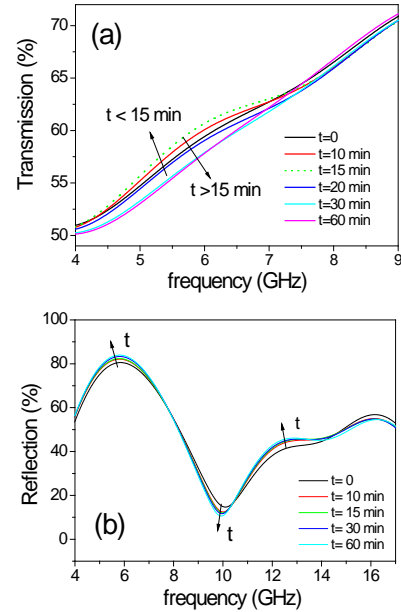 (a)
70
65
60
55
50
Transmission (%)
t < 15 min
t >15 min
t=0
t=10 min
t=15 min
t=20 min
t=30 min
t=60 min
4 5 6 7 8 9
frequency (GHz)
100
80
60
40
20
0
Reflection (%)
t
t
t
(b)
t= 0
t= 10 min
t= 15 min
t= 30 min
t= 60 min
4 6 8 10 12 14 16
frequency (GHz)